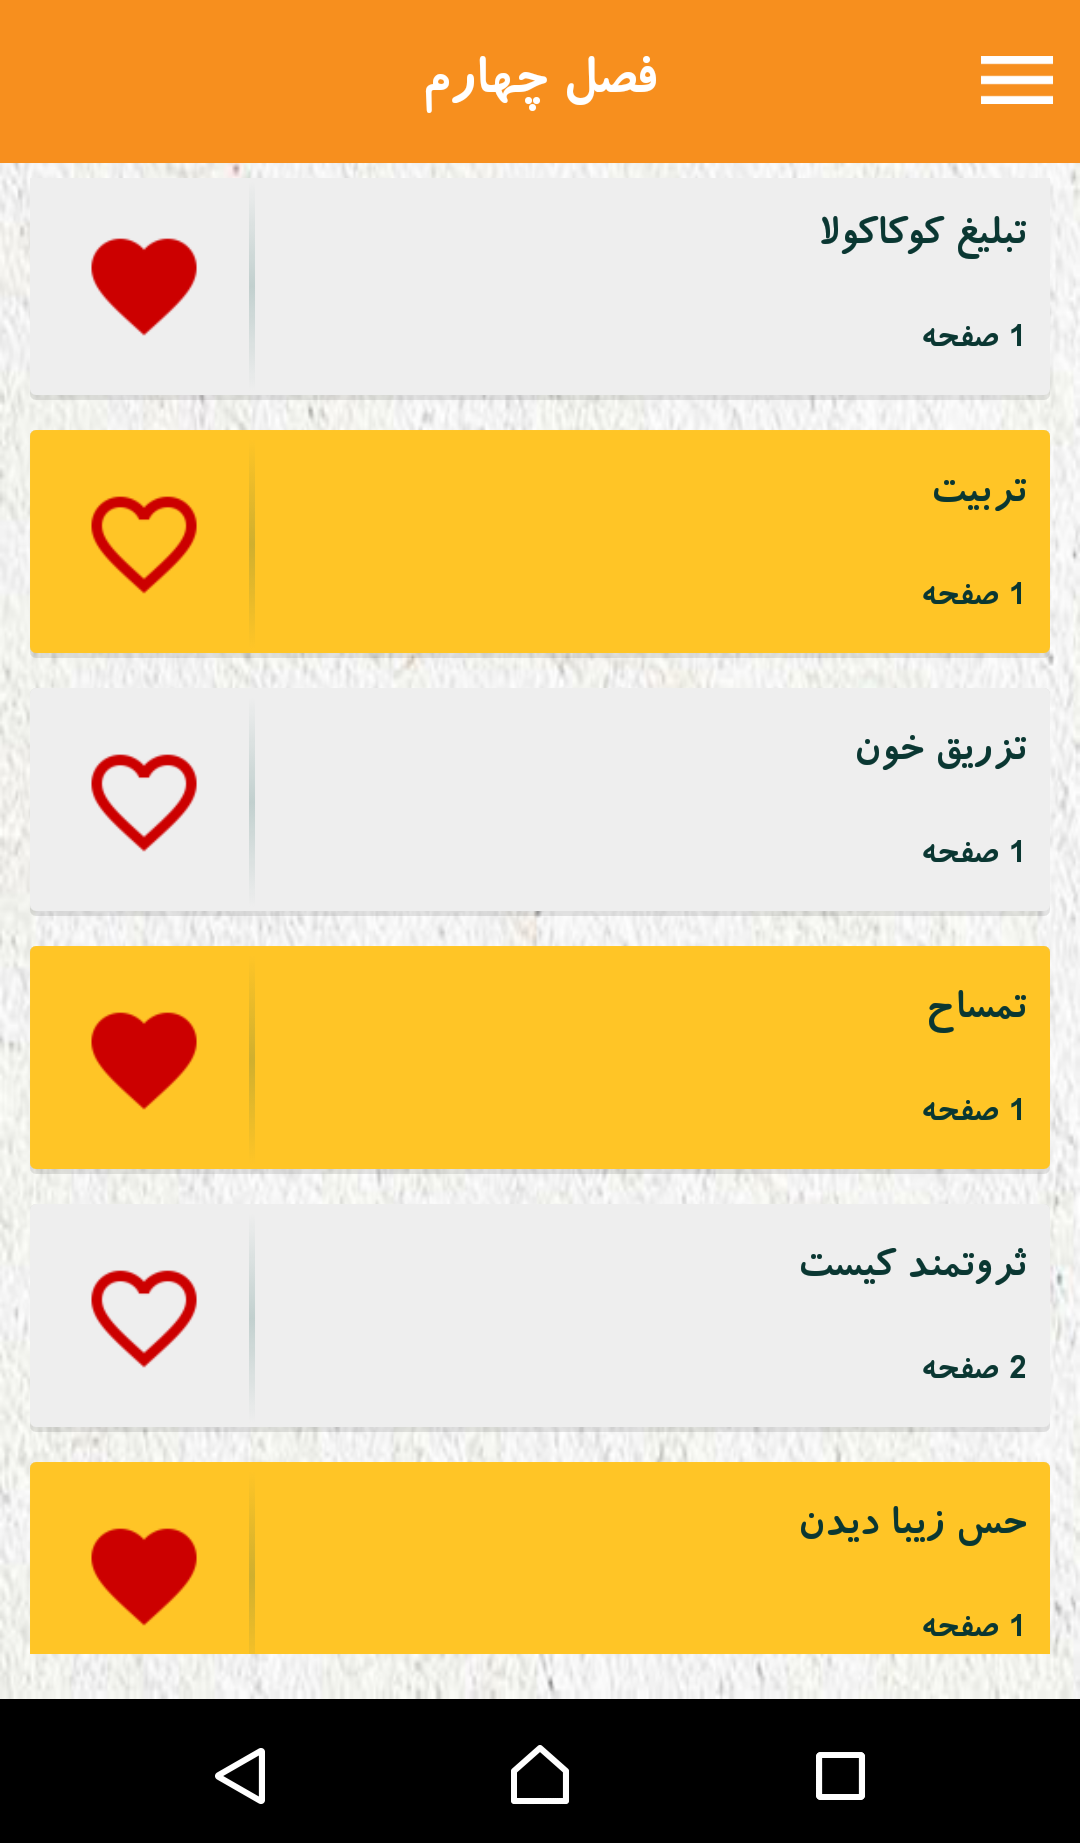 فصل چهارم
تبلیغ کوکاکولا
1 صفحه
تربیت
1 صفحه
تزریق خون
1 صفحه
تمساح
1 صفحه
ثروتمند کیست
2 صفحه
حس زیبا دیدن
1 صفحه